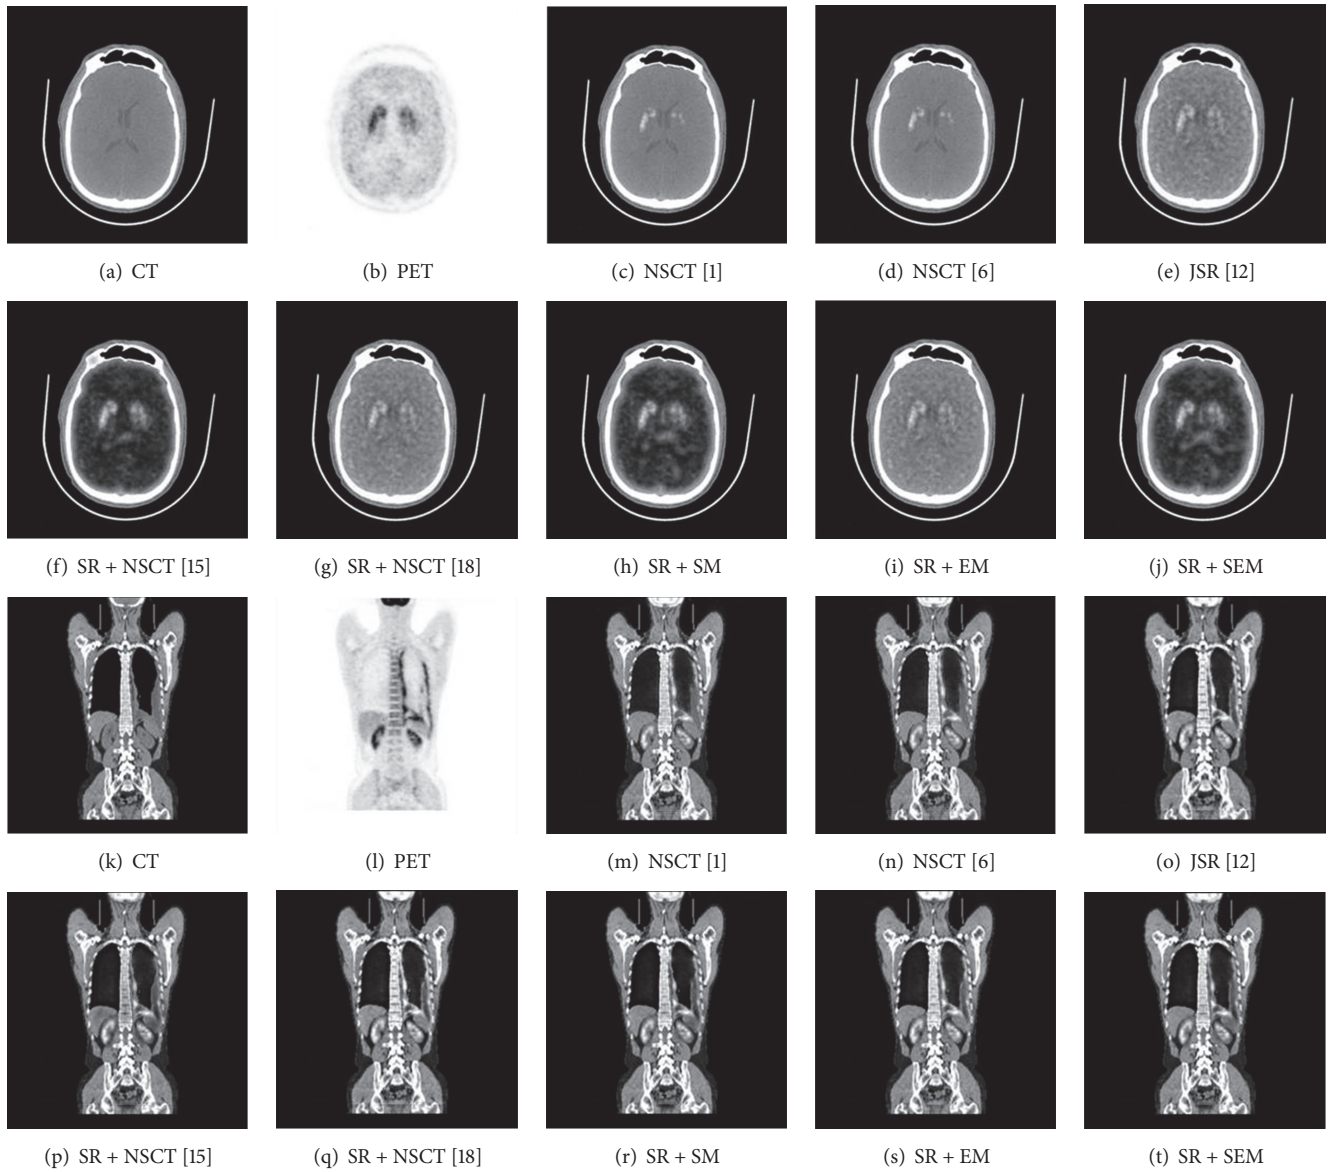 (a) CT
(b) PET
(c) NSCT [1]
(d) NSCT [6]
(e) JSR [12]
(f) SR + NSCT [15]
(g) SR + NSCT [18]
(h) SR + SM
(i) SR + EM
(j) SR + SEM
(k) CT
(l) PET
(m) NSCT [1]
(n) NSCT [6]
(o) JSR [12]
(p) SR + NSCT [15]
(q) SR + NSCT [18]
(r) SR + SM
(s) SR + EM
(t) SR + SEM